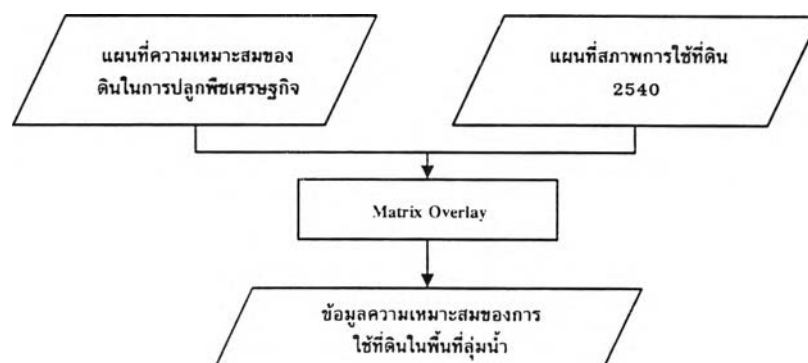 แผนที่ความเหมาะสมของ
ดินในการปลูกพืชเศรษฐกิจ
แผนที่สภาพการใช้ที่ดิน
2540
Matrix Overlay
ข้อมูลความเหมาะสมของการ
ใช้ที่ดินในพื้นที่ลุ่มน้ำ